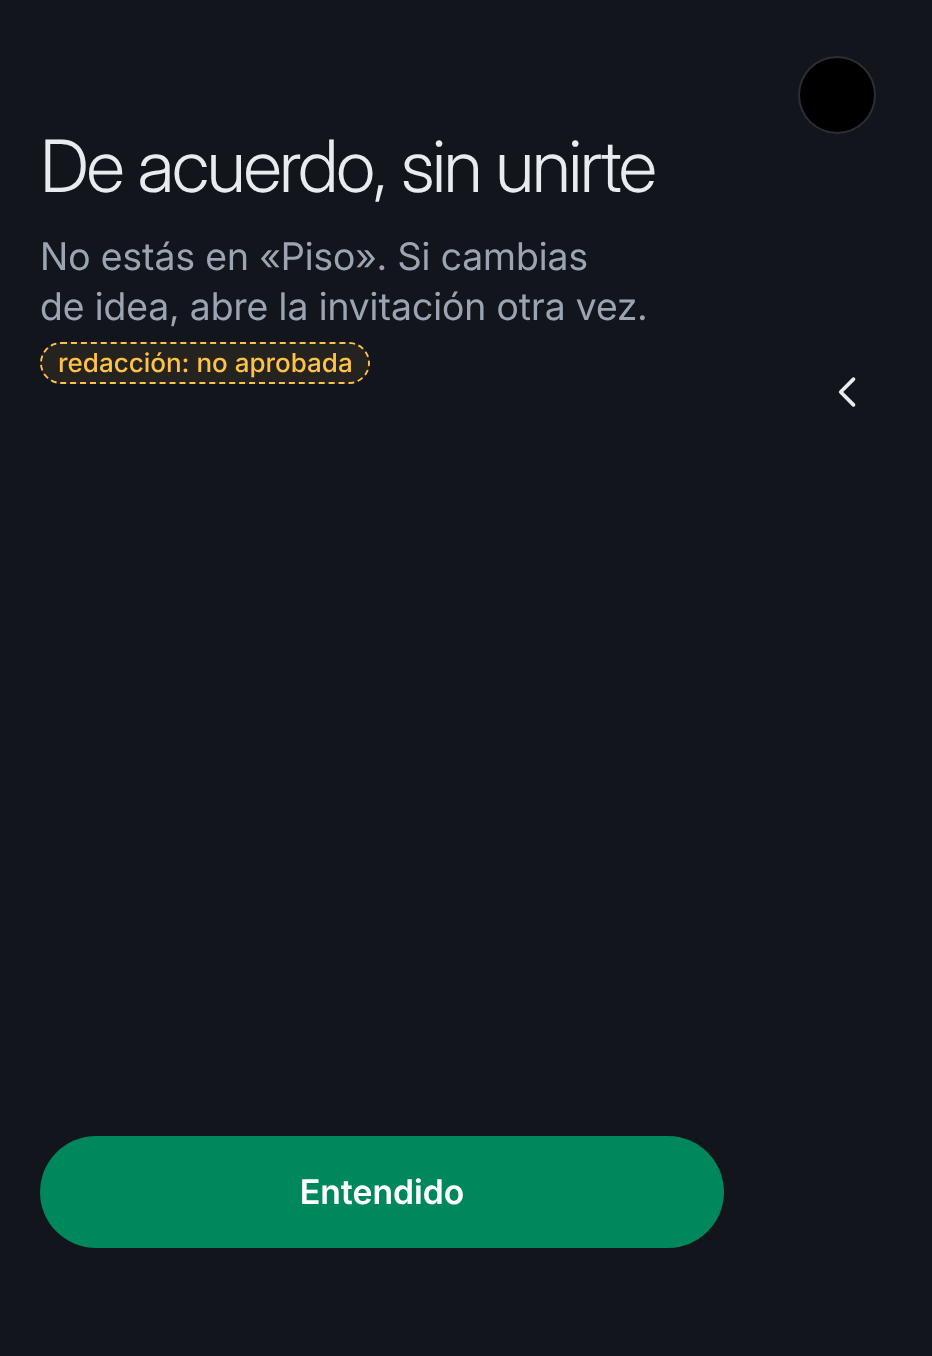 De acuerdo, sin unirte
No estás en «Piso». Si cambias
de idea, abre la invitación otra vez.
redacción: no aprobada
Entendido